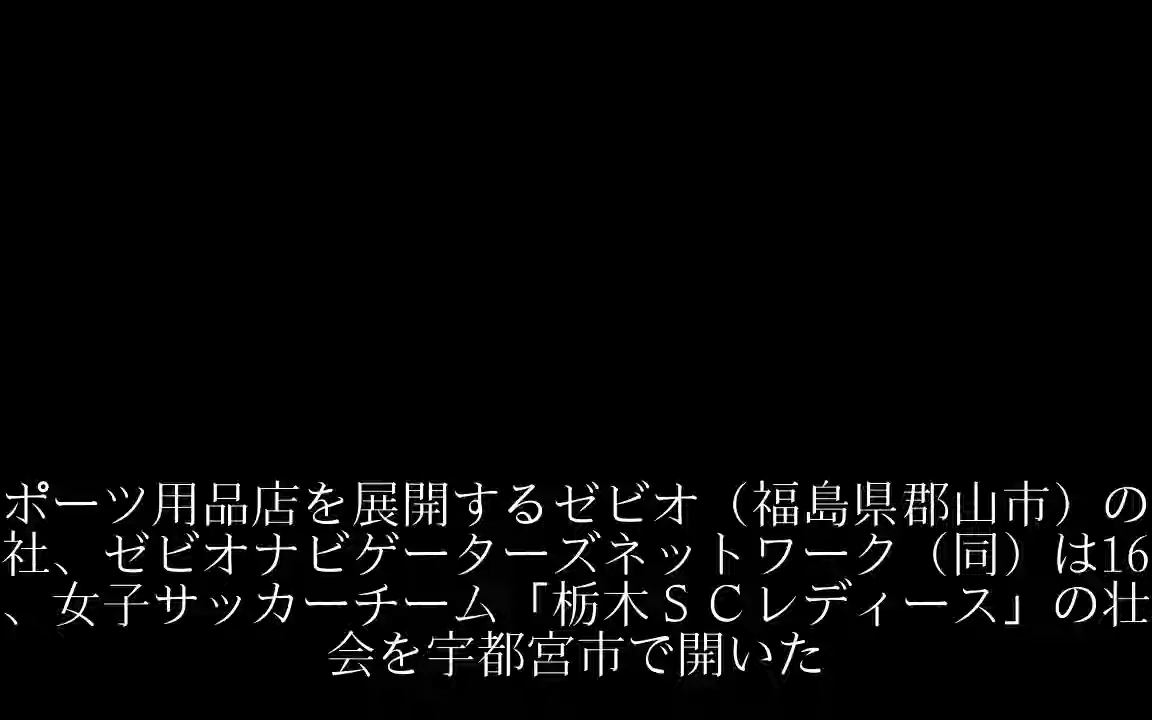 ポーツ用品店を展開するゼビオ（福島県郡山市）の
社、ゼビオナビゲーターズネットワーク（同）は16
、女子サッカーチーム「栃木ＳＣレディース」の壮
会を宇都宮市で開いた